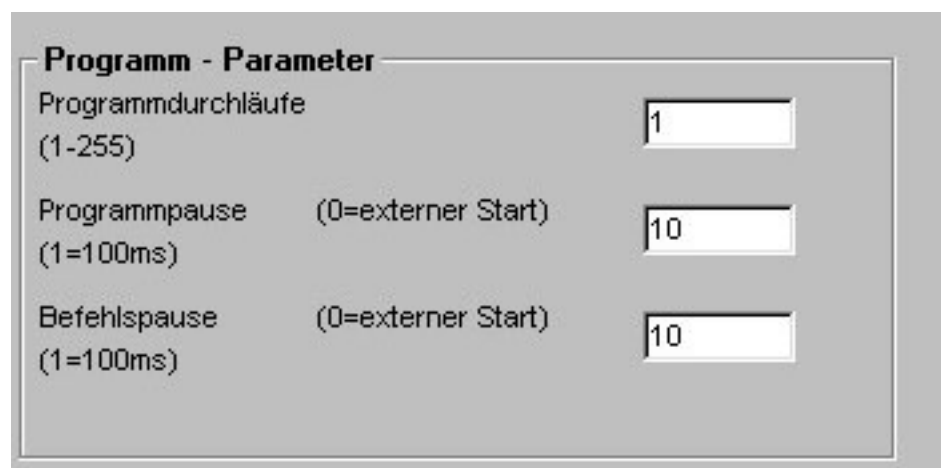 Programm - Parameter
Programmdurchläufe
(1-255)
1
Programmpause (0=externer Start)
(1=100ms)
10
Befehlspause (0=externer Start)
(1=100ms)
10